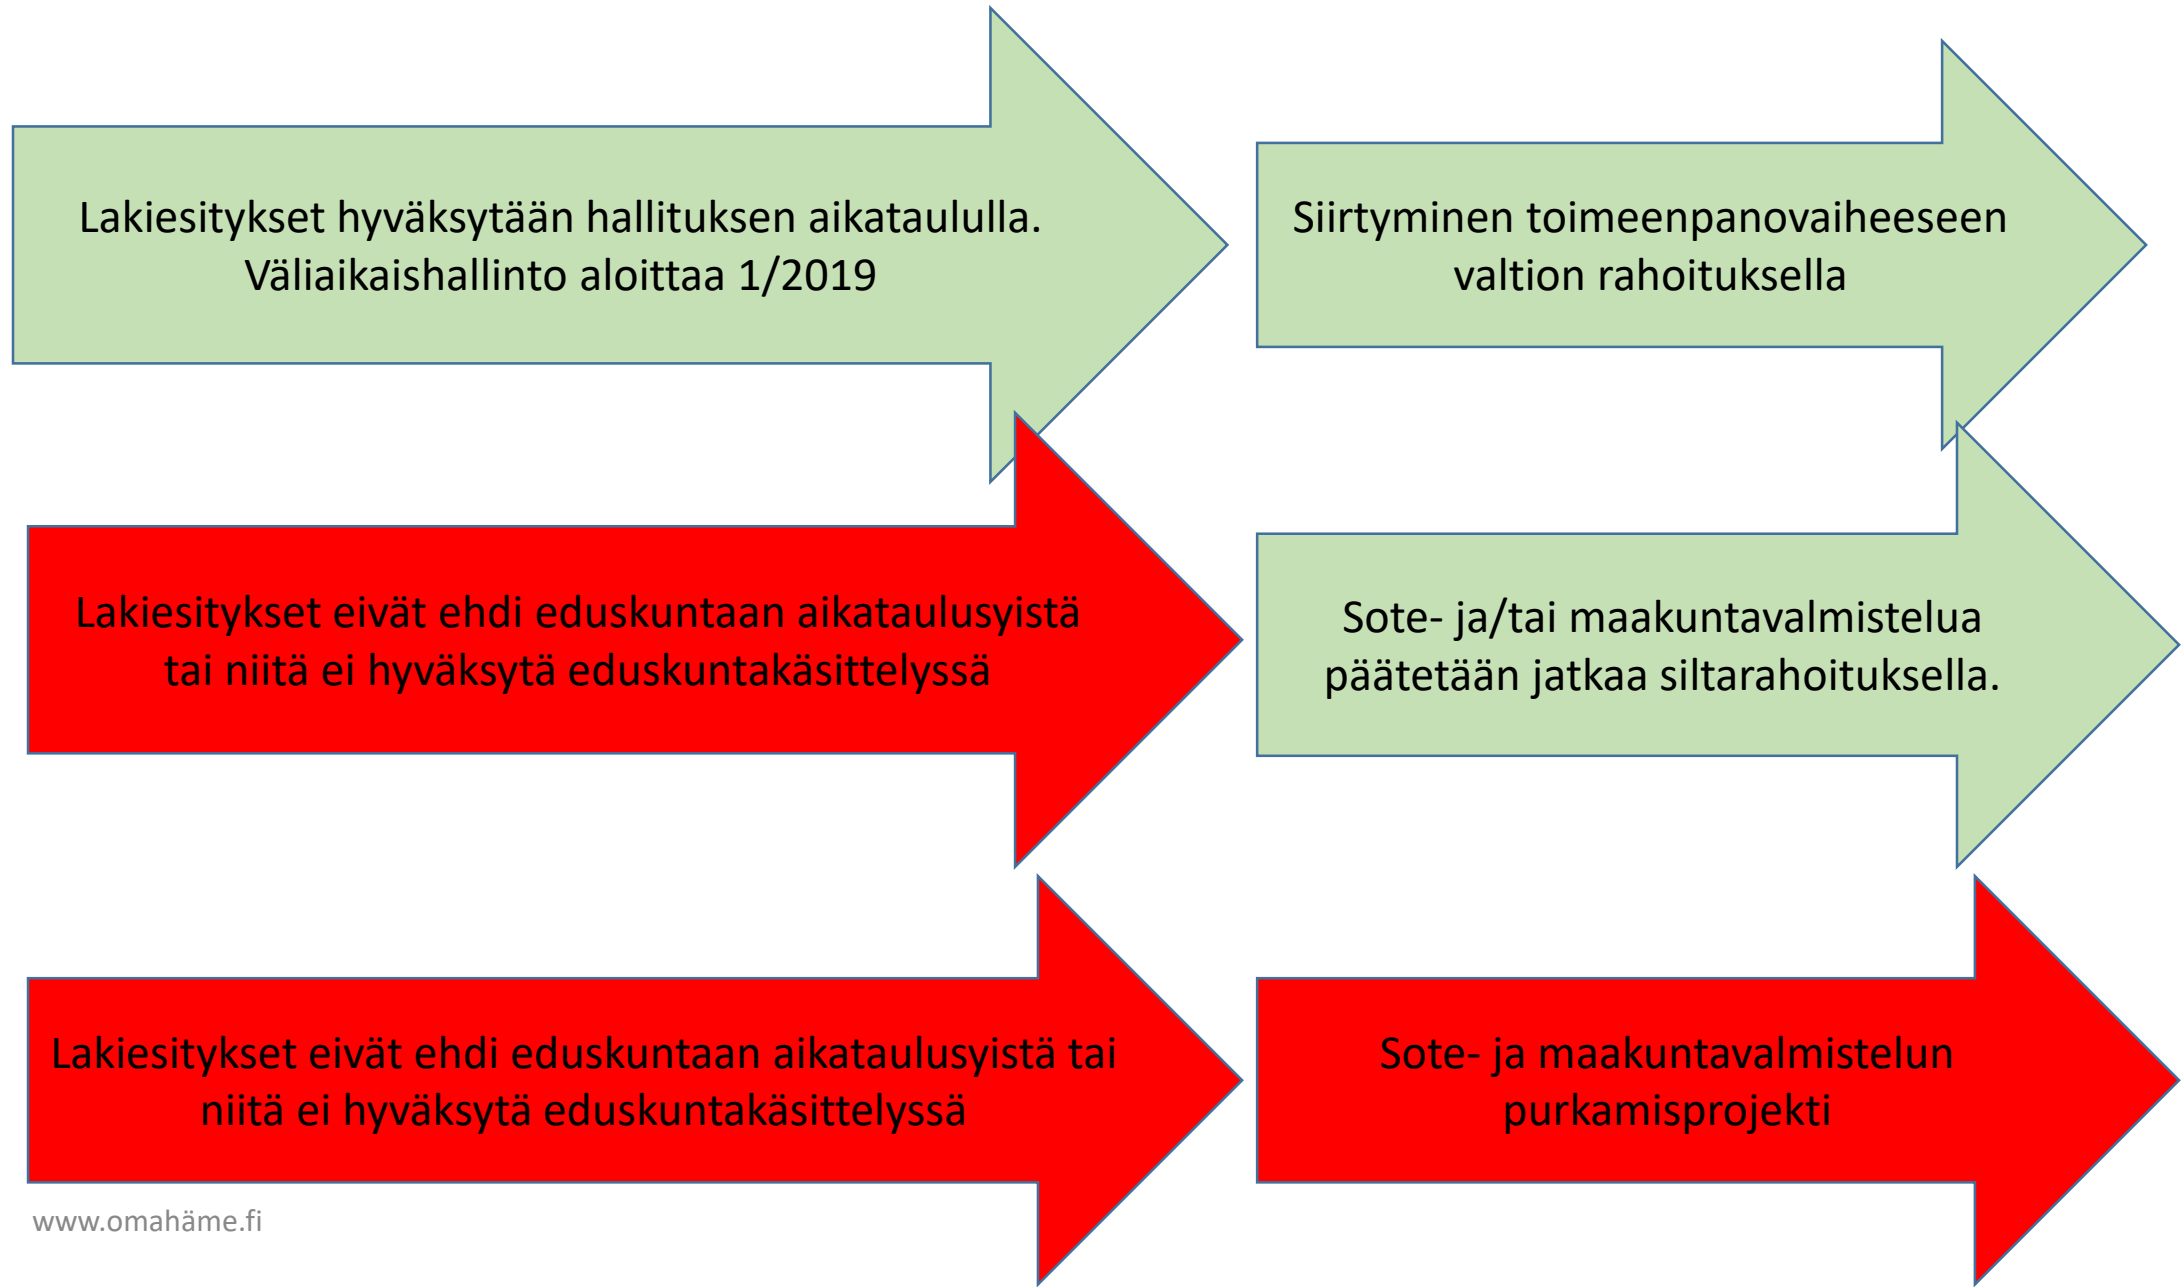 Lakiesitykset hyväksytään hallituksen aikataululla.
Väliaikaishallinto aloittaa 1/2019
Siirtyminen toimeenpanovaiheeseen
valtion rahoituksella
Lakiesitykset eivät ehdi eduskuntaan aikataulusyistä
tai niitä ei hyväksytä eduskuntakäsittelyssä
Sote- ja/tai maakuntavalmistelua
päätetään jatkaa siltarahoituksella.
Lakiesitykset eivät ehdi eduskuntaan aikataulusyistä tai
niitä ei hyväksytä eduskuntakäsittelyssä
Sote- ja maakuntavalmistelun
purkamisprojekti
www.omahäme.fi